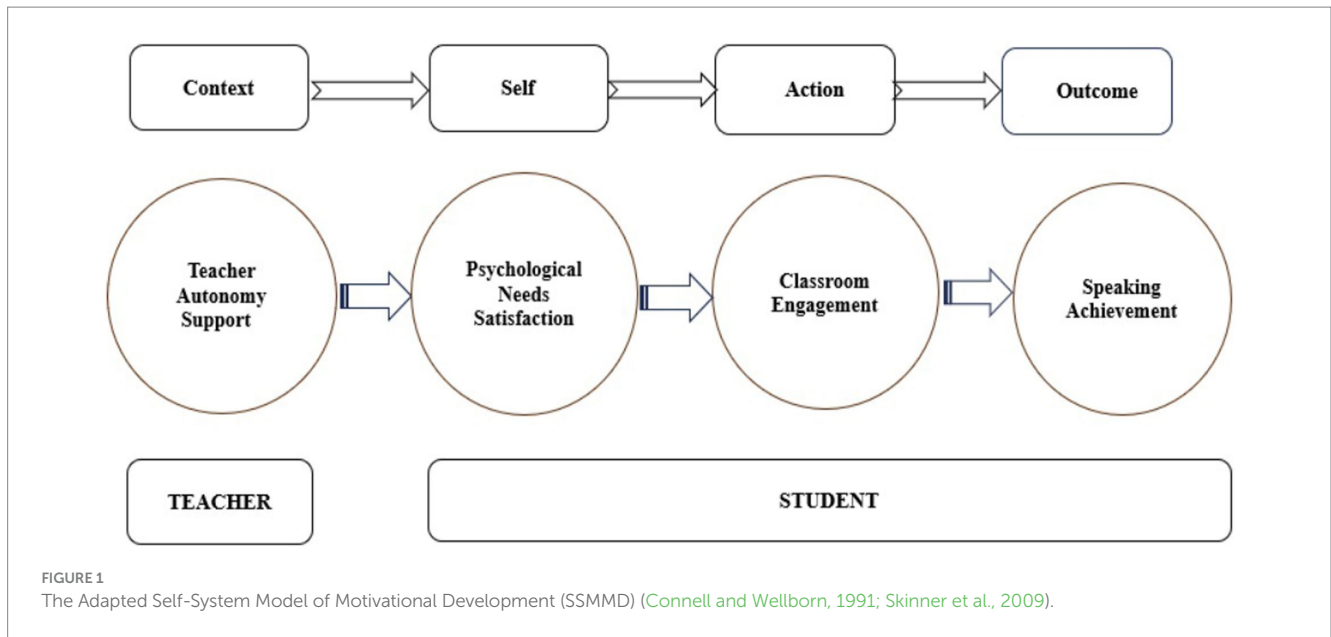 Context
Self
Action
Outcome
Teacher
Autonomy
Support
Psychological
Needs
Satisfaction
Classroom
Engagement
Speaking
Achievement
TEACHER
STUDENT
FIGURE 1
The Adapted Self-System Model of Motivational Development (SSMMD) (Connell and Wellborn, 1991; Skinner et al., 2009).